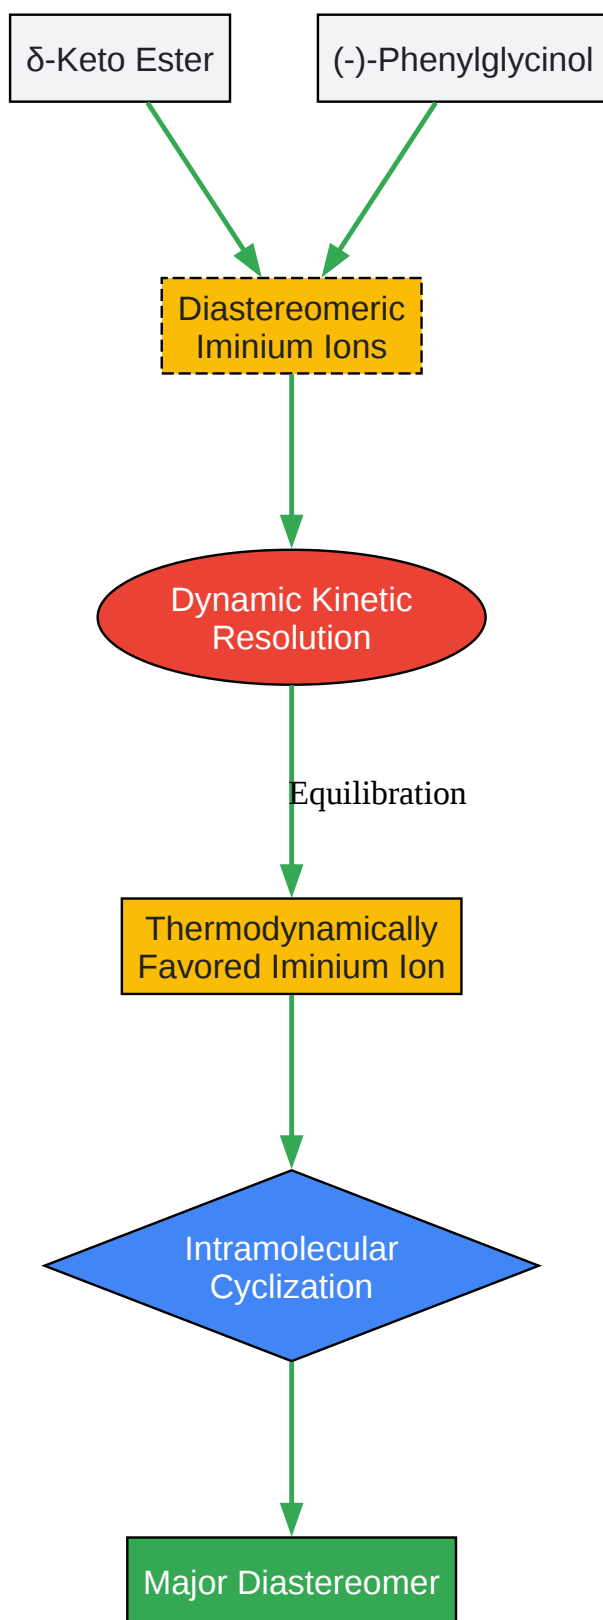 δ-Keto Ester
(-)-Phenylglycinol
Diastereomeric
Iminium Ions
Dynamic Kinetic
Resolution
Equilibration
Thermodynamically
Favored Iminium Ion
Intramolecular
Cyclization
Major Diastereomer